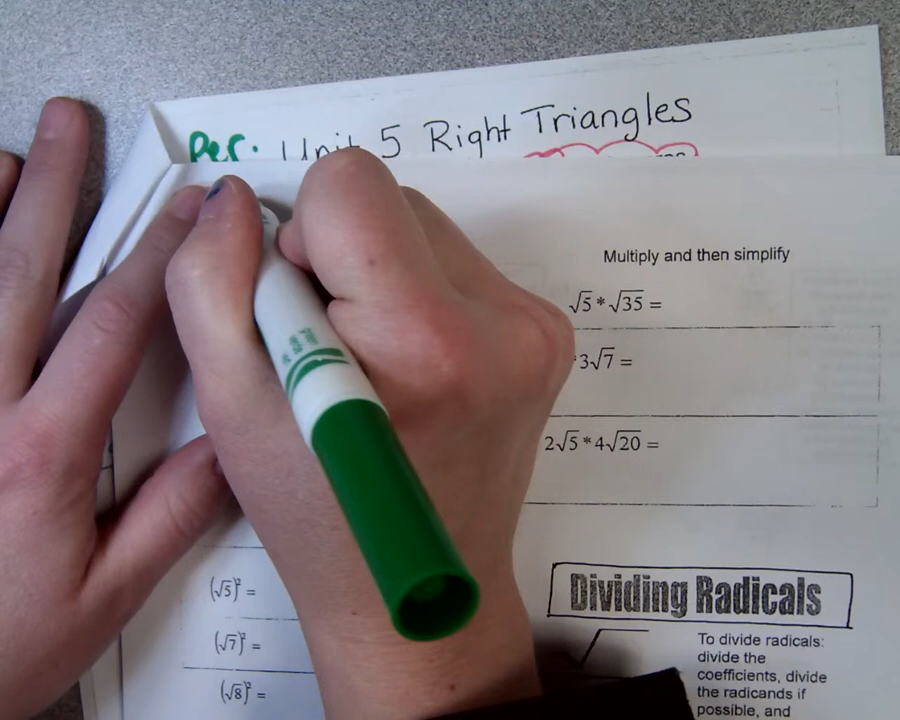 Per. Unit 5 Right Triangles
Multiply and then simplify
√5 * √35 =
3√7 =
2√5 * 4√20 =
Dividing Radicals
(√5)² =
(√7)² =
(√8)² =
To divide radicals:
divide the
coefficients, divide
the radicands if
possible, and